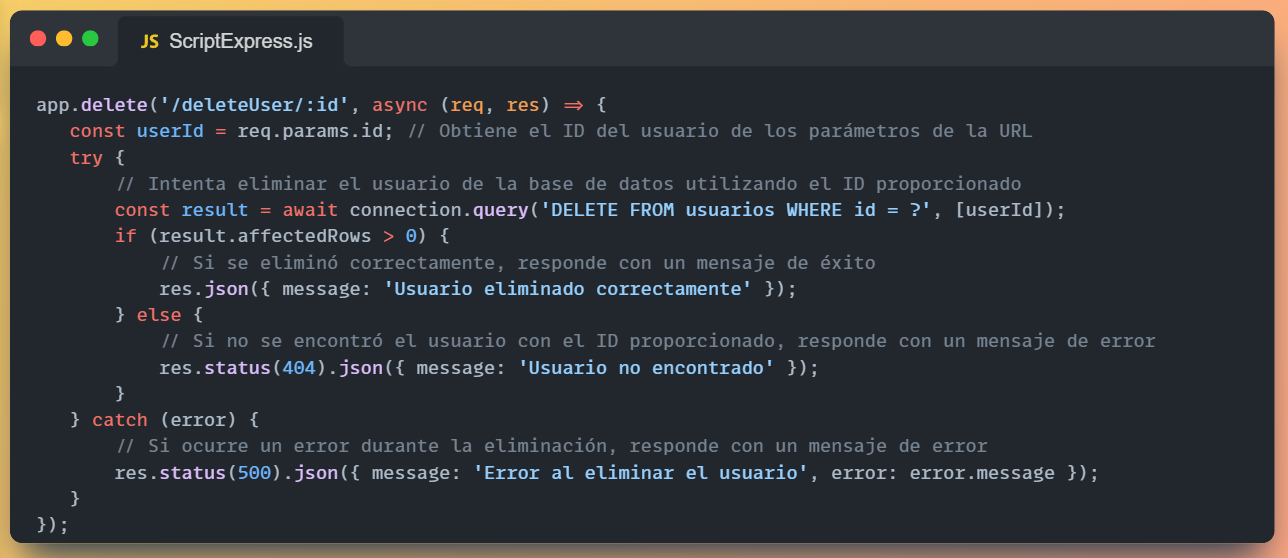 JS ScriptExpress.js
app.delete('/deleteUser/:id', async (req, res) => {
   const userId = req.params.id; // Obtiene el ID del usuario de los parámetros de la URL
   try {
       // Intenta eliminar el usuario de la base de datos utilizando el ID proporcionado
       const result = await connection.query('DELETE FROM usuarios WHERE id = ?', [userId]);
       if (result.affectedRows > 0) {
           // Si se eliminó correctamente, responde con un mensaje de éxito
           res.json({ message: 'Usuario eliminado correctamente' });
       } else {
           // Si no se encontró el usuario con el ID proporcionado, responde con un mensaje de error
           res.status(404).json({ message: 'Usuario no encontrado' });
       }
   } catch (error) {
       // Si ocurre un error durante la eliminación, responde con un mensaje de error
       res.status(500).json({ message: 'Error al eliminar el usuario', error: error.message });
   }
});